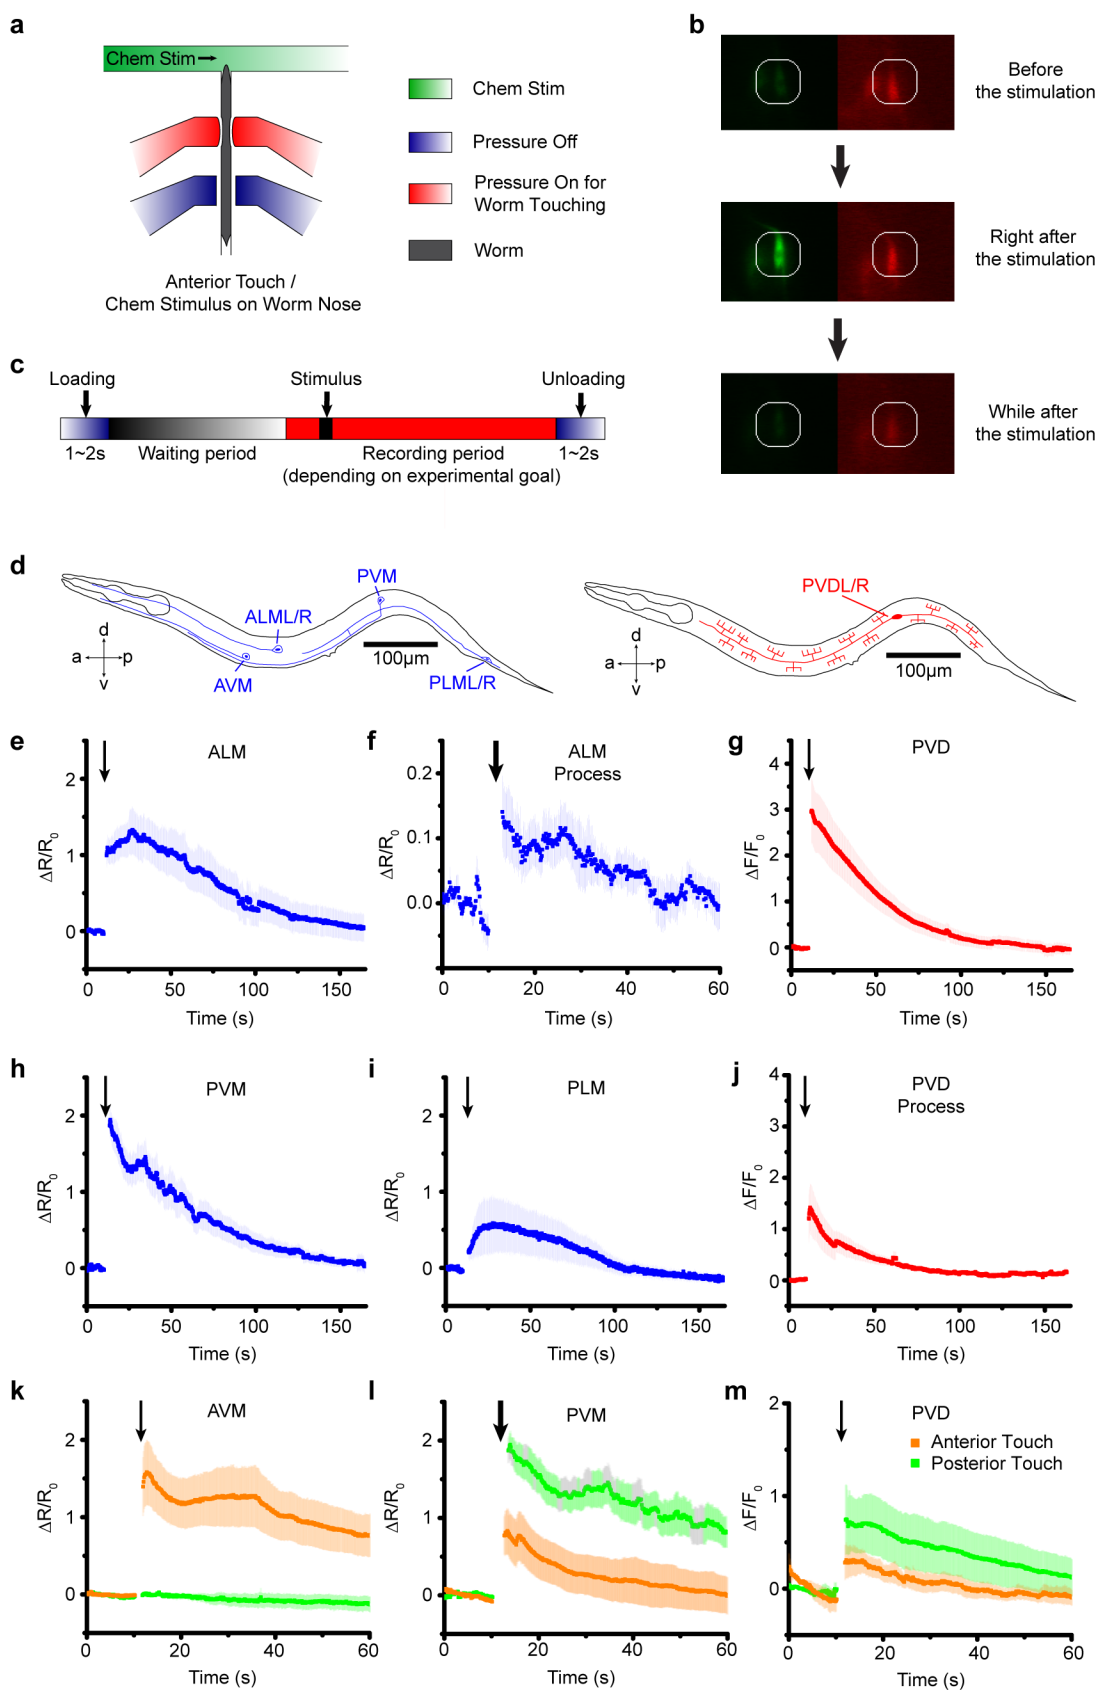 a
Chem Stim
Chem Stim
Pressure Off
Pressure On for
Worm Touching
Worm
Anterior Touch /
Chem Stimulus on Worm Nose
b
Before
the stimulation
Right after
the stimulation
While after
the stimulation
c
Loading
Stimulus
Unloading
1~2s
Waiting period
Recording period
(depending on experimental goal)
1~2s
d
PVM
ALML/R
AVM
PLML/R
100µm
d
a
p
v
PVDL/R
100µm
d
a
p
v
e
ALM
ΔR/R0
2
1
0
0
50
100
150
Time (s)
f
ALM
Process
ΔR/R0
0.2
0.1
0.0
0
20
40
60
Time (s)
g
PVD
ΔF/F0
4
3
2
1
0
0
50
100
150
Time (s)
h
PVM
ΔR/R0
2
1
0
0
50
100
150
Time (s)
i
PLM
ΔR/R0
2
1
0
0
50
100
150
Time (s)
j
PVD
Process
ΔF/F0
4
3
2
1
0
0
50
100
150
Time (s)
k
AVM
ΔR/R0
2
1
0
0
20
40
60
Time (s)
l
PVM
ΔR/R0
2
1
0
0
20
40
60
Time (s)
m
PVD
Anterior Touch
Posterior Touch
ΔF/F0
2
1
0
0
20
40
60
Time (s)